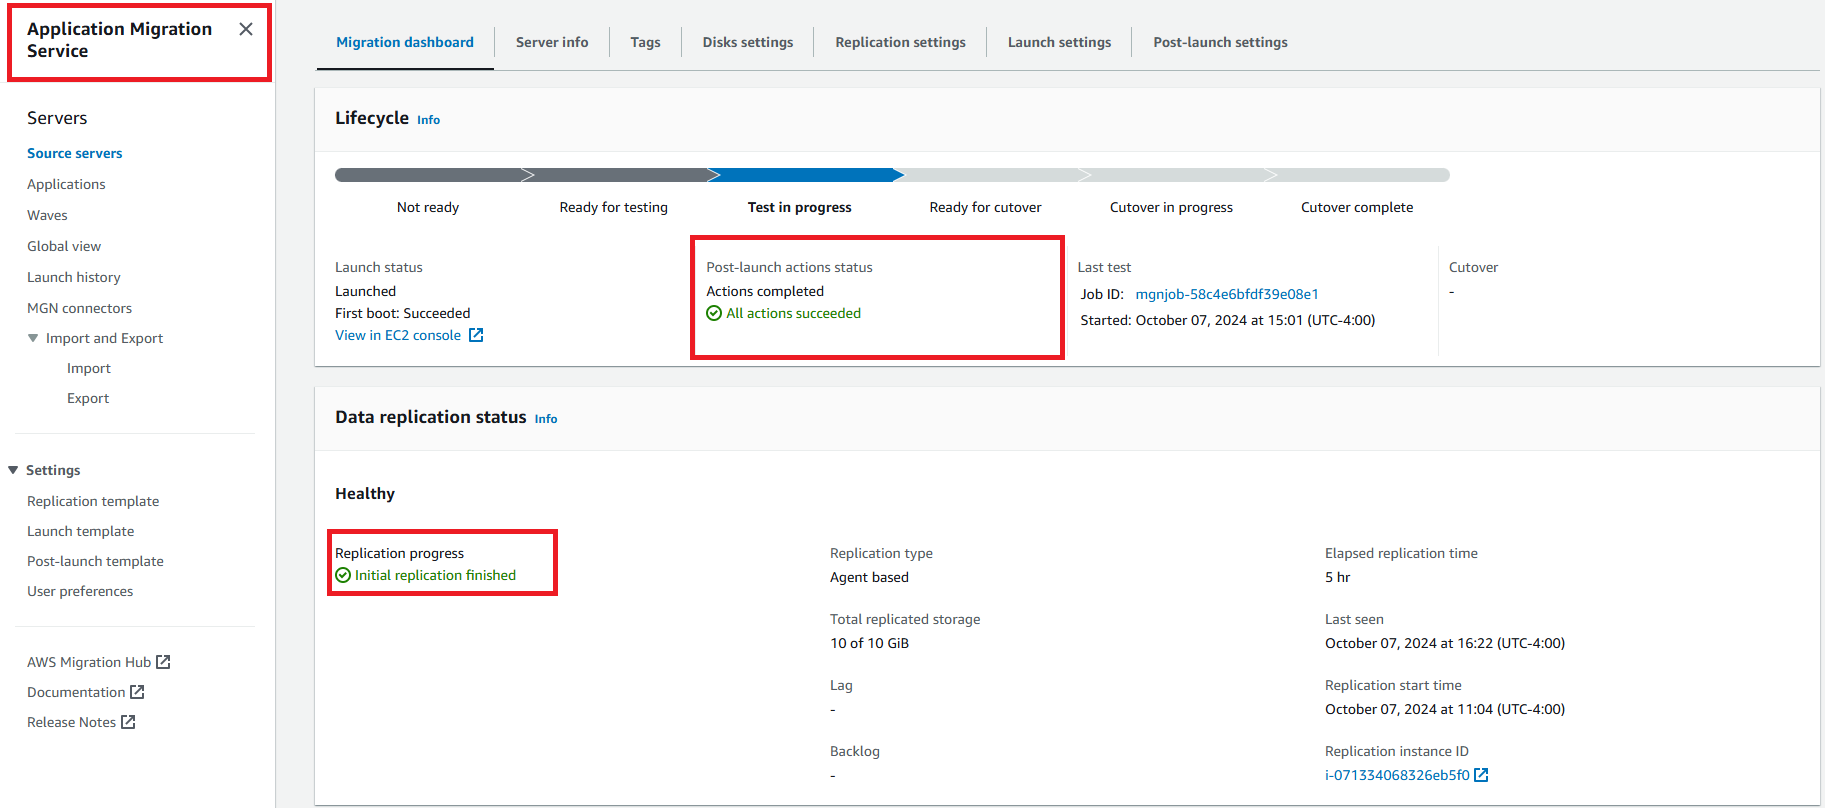 Application Migration
Service
Servers
Source servers
Applications
Waves
Global view
Launch history
MGN connectors
Import and Export
Import
Export
Settings
Replication template
Launch template
Post-launch template
User preferences
AWS Migration Hub
Documentation
Release Notes
Migration dashboard
Server info
Tags
Disks settings
Replication settings
Launch settings
Post-launch settings
Lifecycle Info
Not ready
Ready for testing
Test in progress
Ready for cutover
Cutover in progress
Cutover complete
Launch status
Launched
First boot: Succeeded
View in EC2 console
Post-launch actions status
Actions completed
All actions succeeded
Last test
Job ID: mgnjob-58c4e6bfdf39e08e1
Started: October 07, 2024 at 15:01 (UTC-4:00)
Cutover
-
Data replication status Info
Healthy
Replication progress
Initial replication finished
Replication type
Agent based
Total replicated storage
10 of 10 GiB
Lag
-
Backlog
-
Elapsed replication time
5 hr
Last seen
October 07, 2024 at 16:22 (UTC-4:00)
Replication start time
October 07, 2024 at 11:04 (UTC-4:00)
Replication instance ID
i-071334068326eb5f0